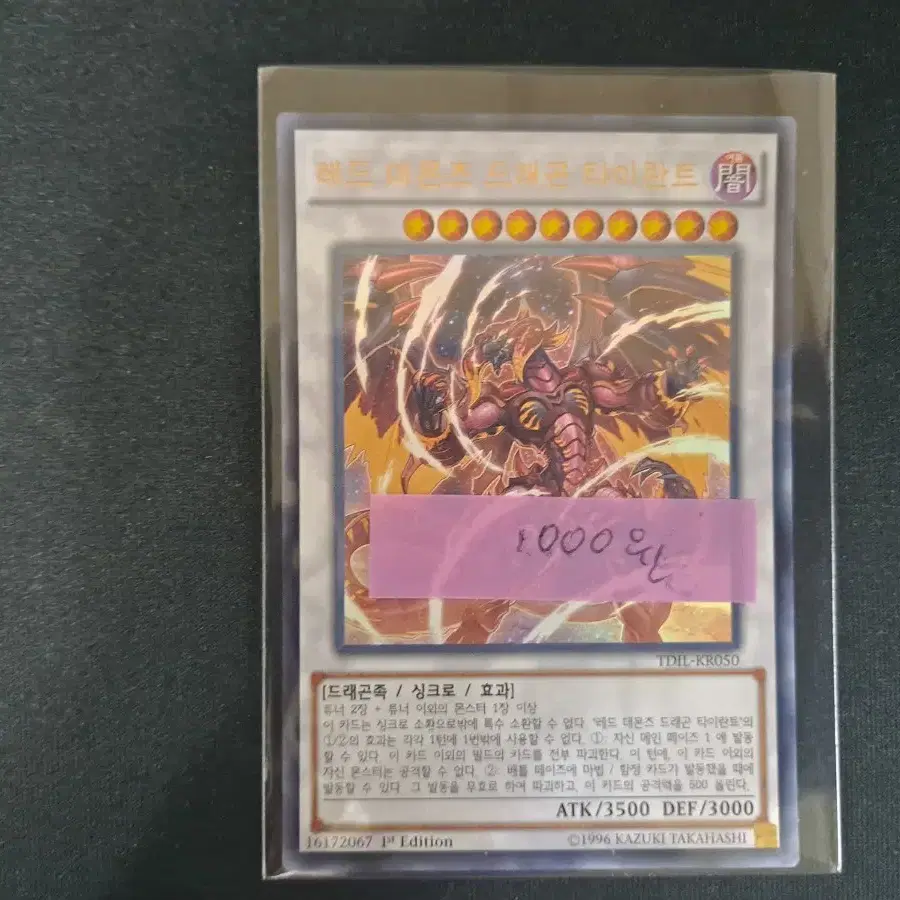 레드 데몬즈 드래곤 타이란트
어둠
闇
1000원
TDIL-KR050
[드래곤족 / 싱크로 / 효과]
튜너 2장 + 튜너 이외의 몬스터 1장 이상
이 카드는 싱크로 소환으로밖에 특수 소환할 수 없다. "레드 데몬즈 드래곤 타이란트"의
①/②의 효과는 각각 1턴에 1번밖에 사용할 수 없다. ①: 자신 메인 페이즈 1 에 발동
할 수 있다. 이 카드 이외의 필드의 카드를 전부 파괴한다. 이 턴에, 이 카드 이외의
자신 몬스터는 공격할 수 없다. ②: 배틀 페이즈에 마법 / 함정 카드가 발동했을 때에
발동할 수 있다. 그 발동을 무효로 하여 파괴하고, 이 카드의 공격력을 500 올린다.
ATK/3500 DEF/3000
16172067 1st Edition
©1996 KAZUKI TAKAHASHI